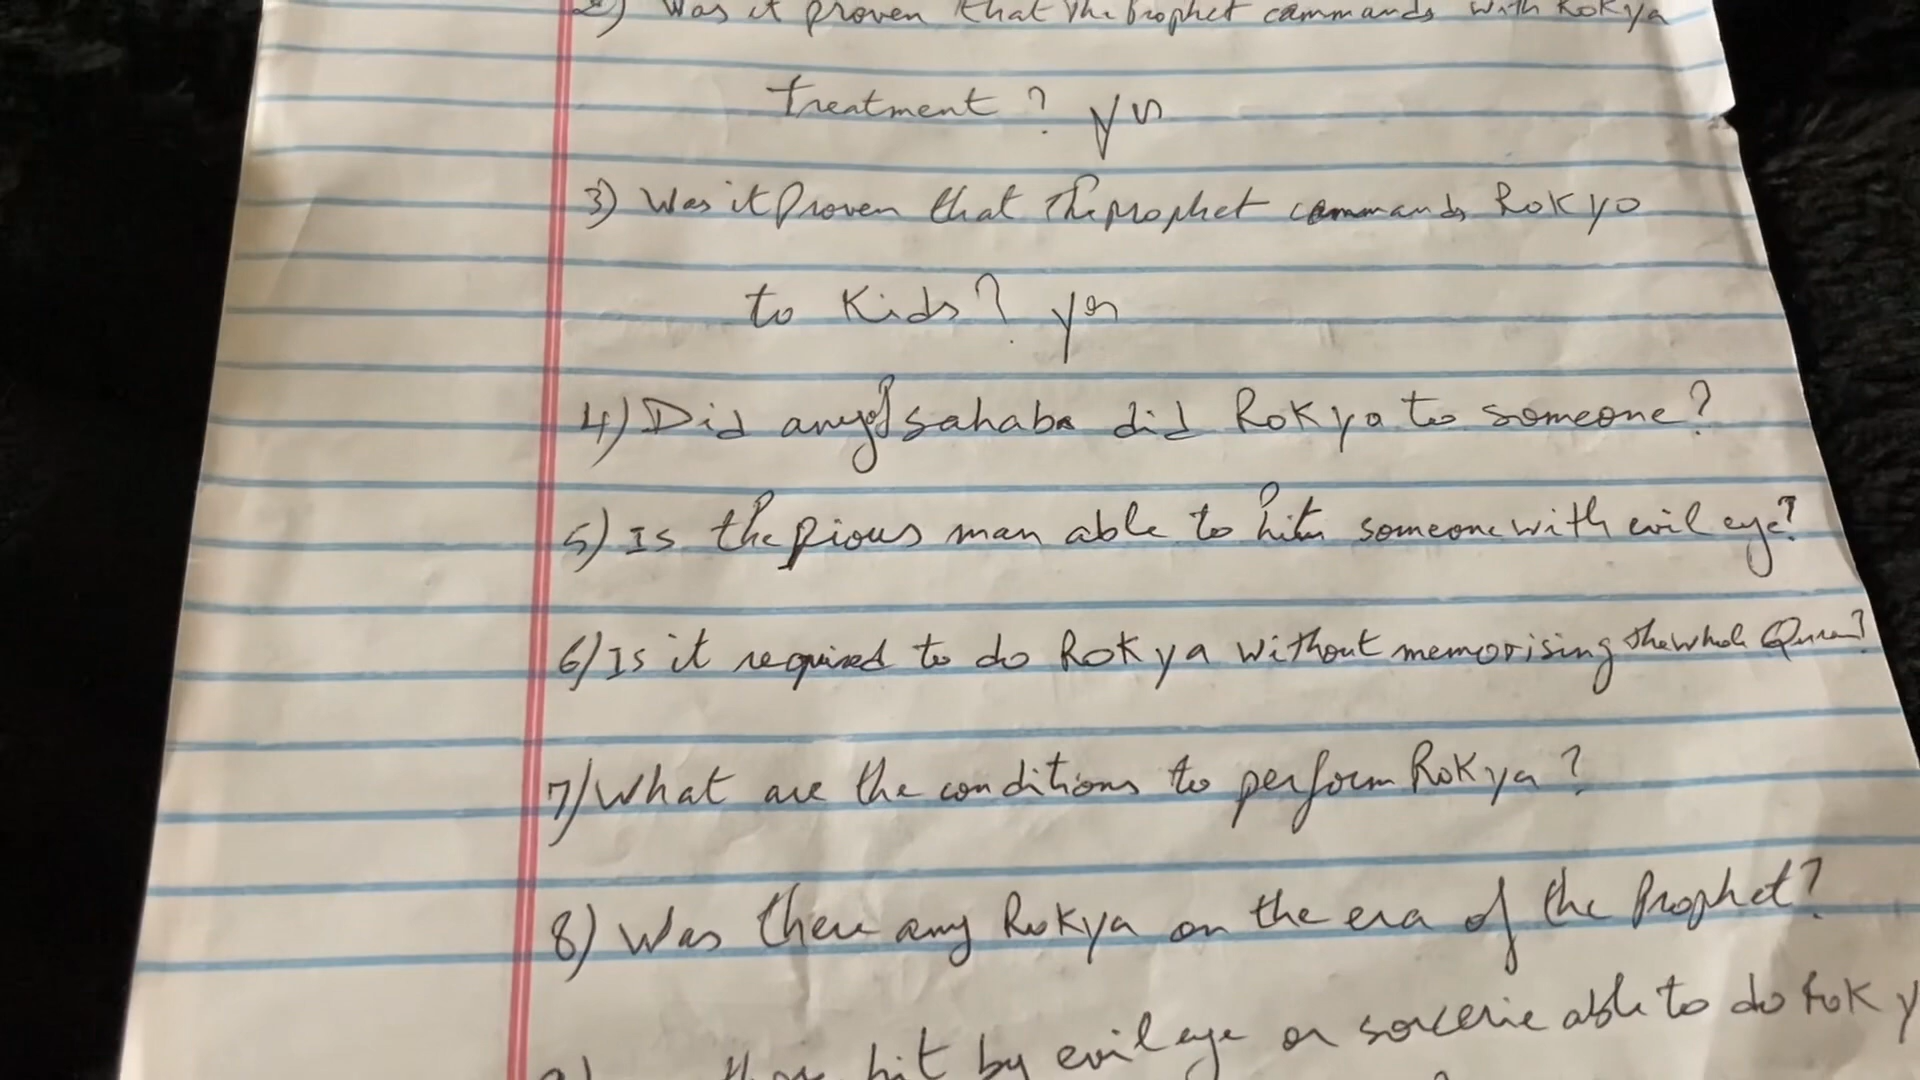 2) Was it proven that the prophet commands with Rokya
treatment? yes
3) Was it Proven that The prophet commands Rokyo
to Kids? yes
4) Did any of sahaba did Rokya to someone?
5) Is the pious man able to hit someone with evil eye?
6) Is it required to do Rokya without memorising the whole Quran?
7) What are the conditions to perform Rokya?
8) Was there any Rokya on the era of the Prophet?
hit by evil eye or sorcerie able to do Roky